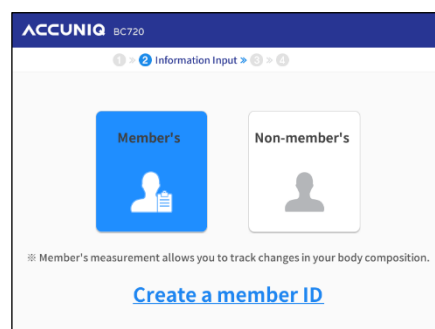 ACCUNIQ BC720
1 » 2 Information Input » 3 » 4
Member's Non-member's
※ Member's measurement allows you to track changes in your body composition.
Create a member ID